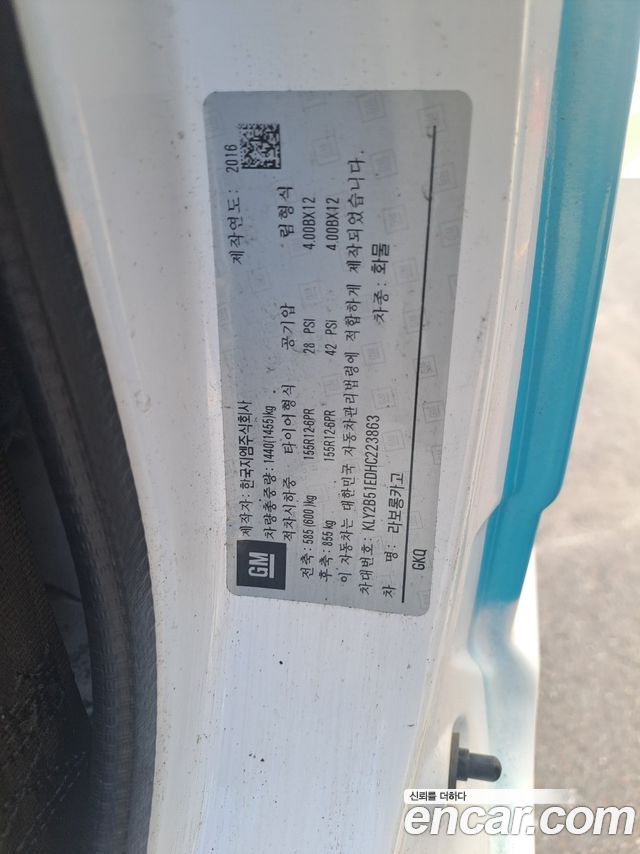 제작자: 한국지엠주식회사 제작연도: 2016
차량총중량: 1440(1455)kg
적차시하중 타이어형식 공기압 림형식
전축: 585(600)kg 155R12-6PR 28 PSI 4.00BX12
후축: 855kg 155R12-6PR 42 PSI 4.00BX12
이 자동차는 대한민국 자동차관리법령에 적합하게 제작되었습니다.
차대번호: KLY2B51EDHC223863
차 명: 라보롱카고 차종: 화물
GKQ
GM
신뢰를 더하다
encar.com